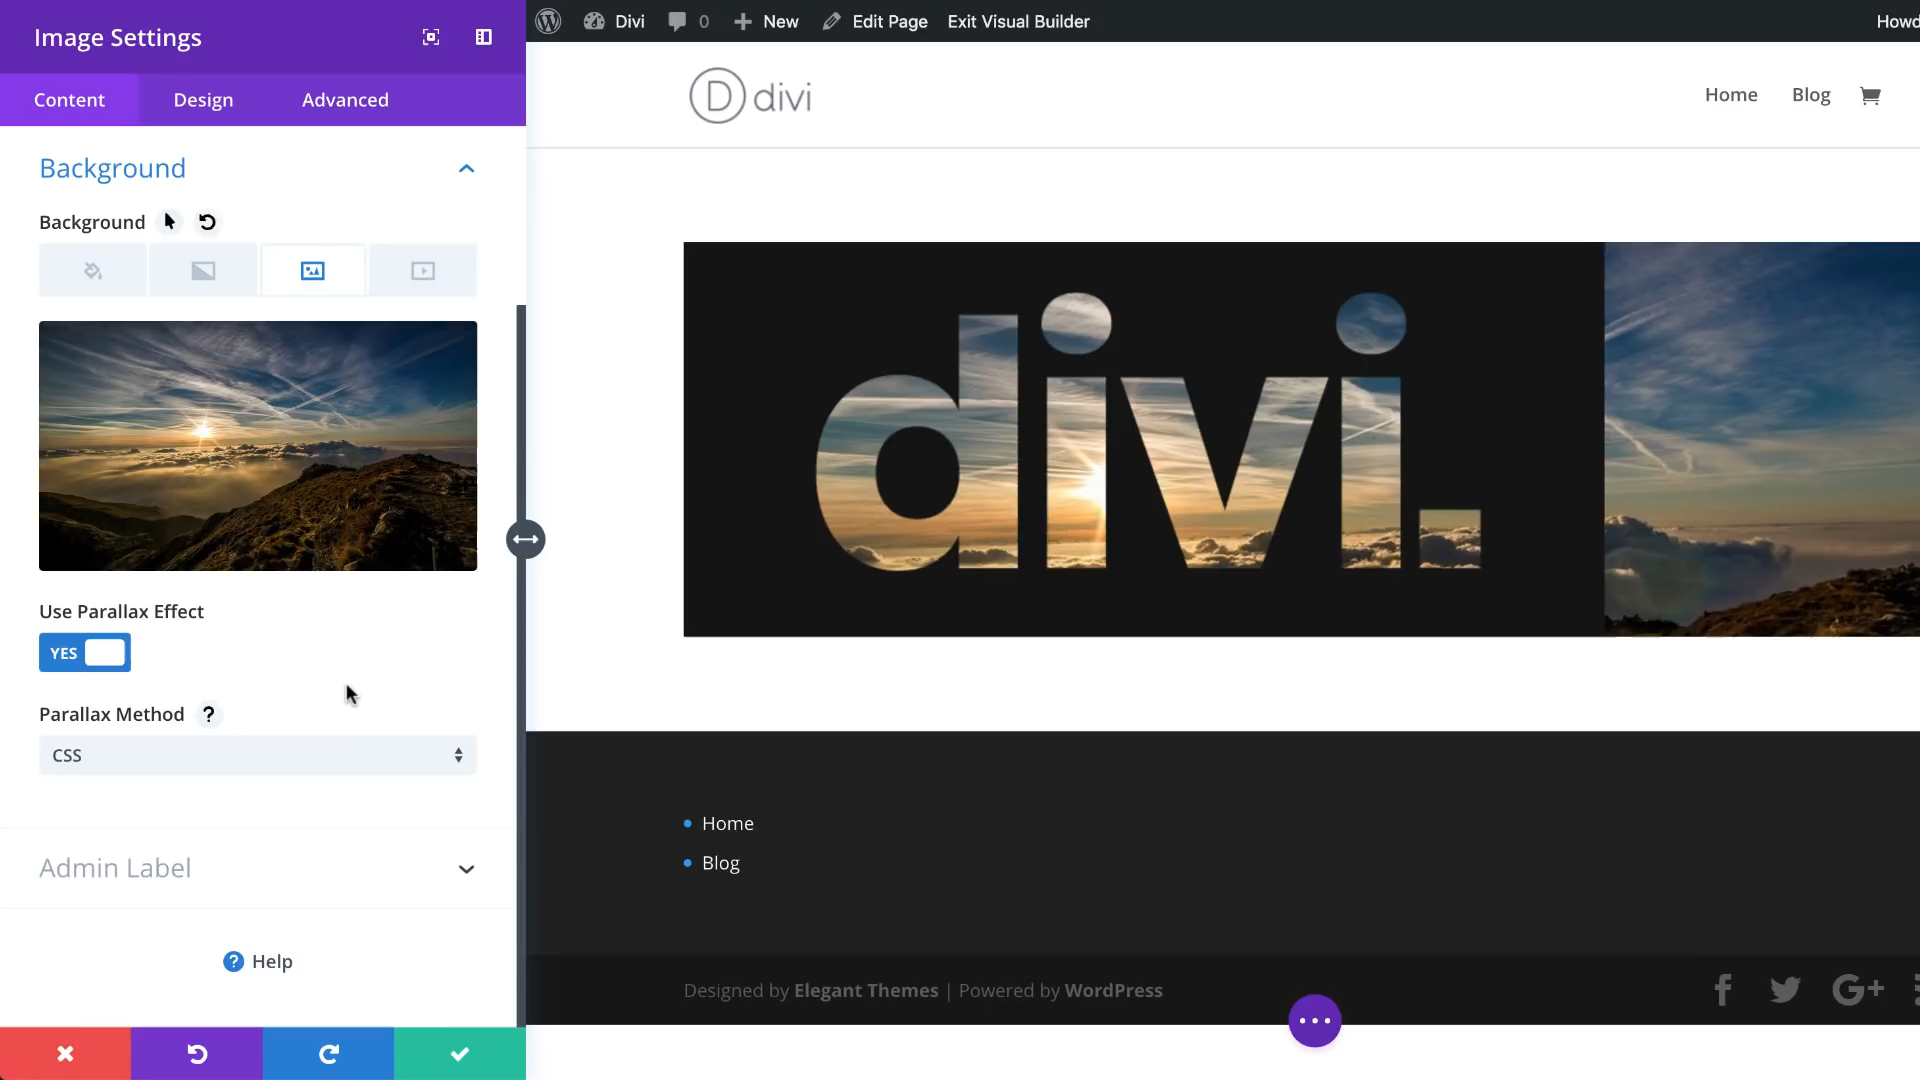 Image Settings
Divi
0
New
Edit Page
Exit Visual Builder
Howd
Content
Design
Advanced
D divi
Home
Blog
Background
Background
divi.
Use Parallax Effect
YES
Parallax Method ?
CSS
Home
Blog
Admin Label
? Help
Designed by Elegant Themes | Powered by WordPress